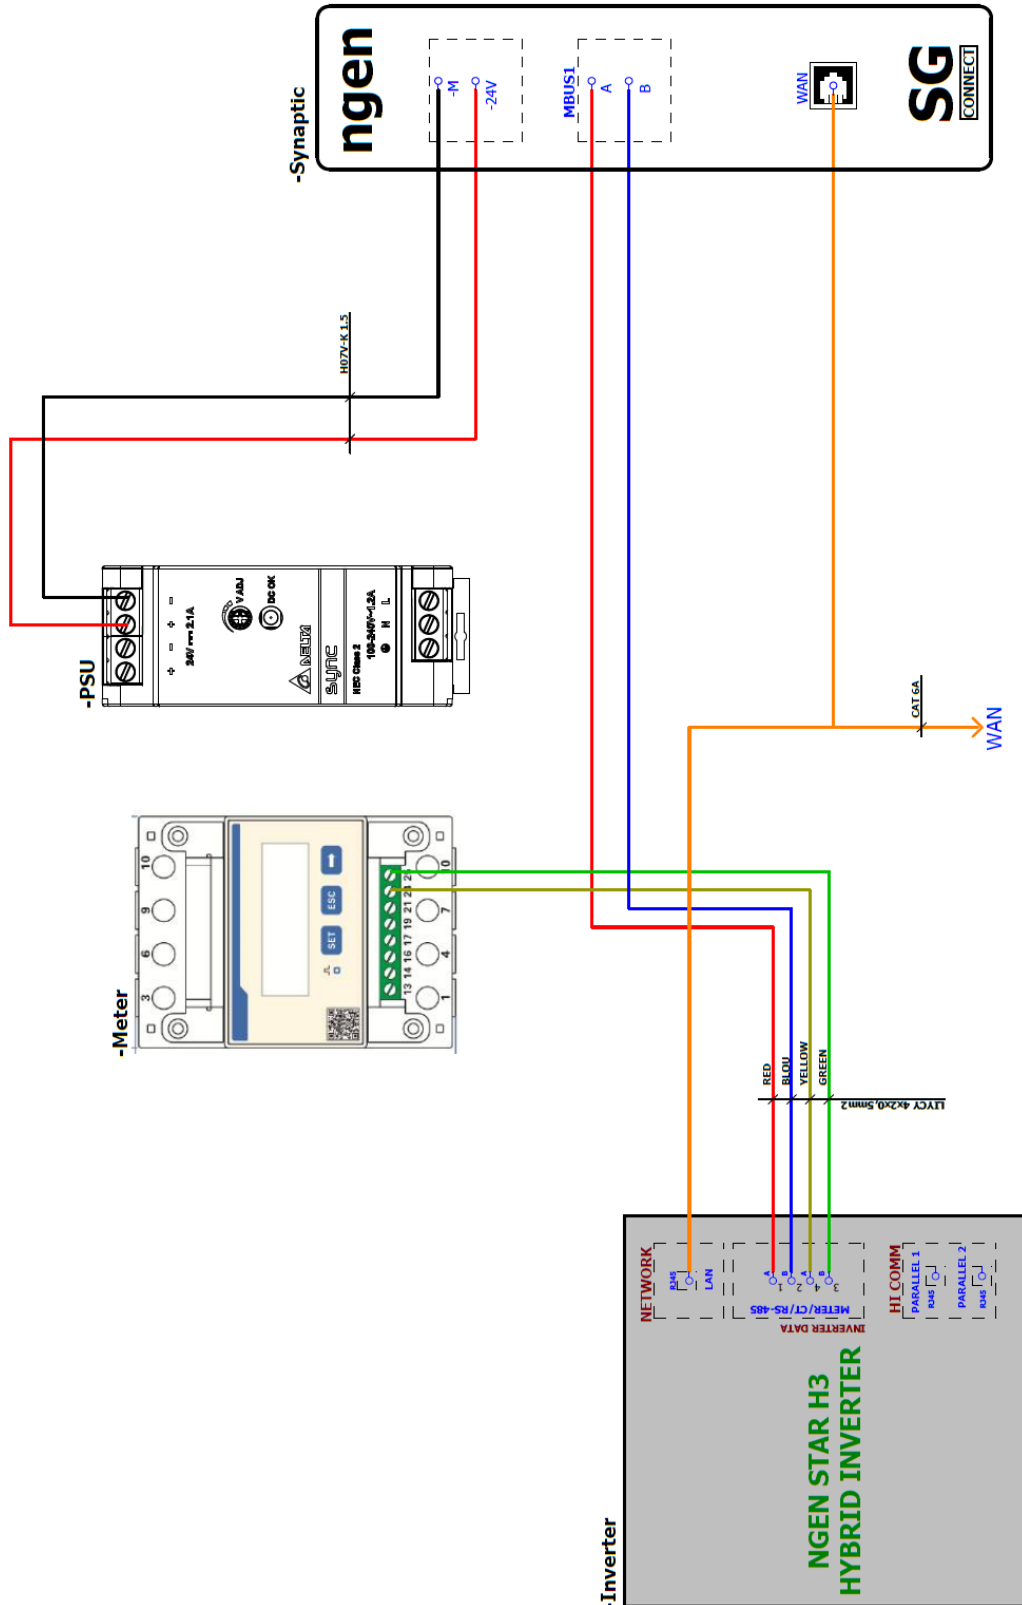 -Synaptic
ngen
-M
-24V
MBUS1
A
B
WAN
SG
CONNECT
H07V-K 1.5
-PSU
+ - + -
24V 2.1A
V ADJ
DC OK
DELTA
Sync
NEC Class 2
100-240V~1.2A
N L
CAT 6A
WAN
-Meter
3 6 9 10
SET ESC
13 14 16 17 19 21 24 25
1 4 7 10
RED
BLOU
YELLOW
GREEN
LIYCY 4x2x0,5mm2
-Inverter
NETWORK
RJ45
LAN
A B A B
1 2 4 3
METER/CT/RS-485
INVERTER DATA
HI COMM
PARALLEL 1
RJ45
PARALLEL 2
RJ45
NGEN STAR H3
HYBRID INVERTER